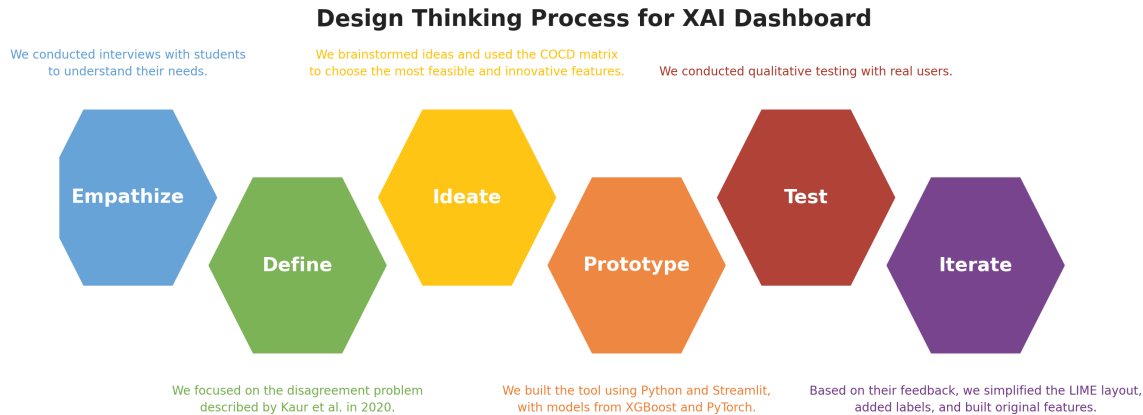 Design Thinking Process for XAI Dashboard
We conducted interviews with students
to understand their needs.
We brainstormed ideas and used the COCD matrix
to choose the most feasible and innovative features.
We conducted qualitative testing with real users.
Empathize
Define
Ideate
Prototype
Test
Iterate
We focused on the disagreement problem
described by Kaur et al. in 2020.
We built the tool using Python and Streamlit,
with models from XGBoost and PyTorch.
Based on their feedback, we simplified the LIME layout,
added labels, and built original features.